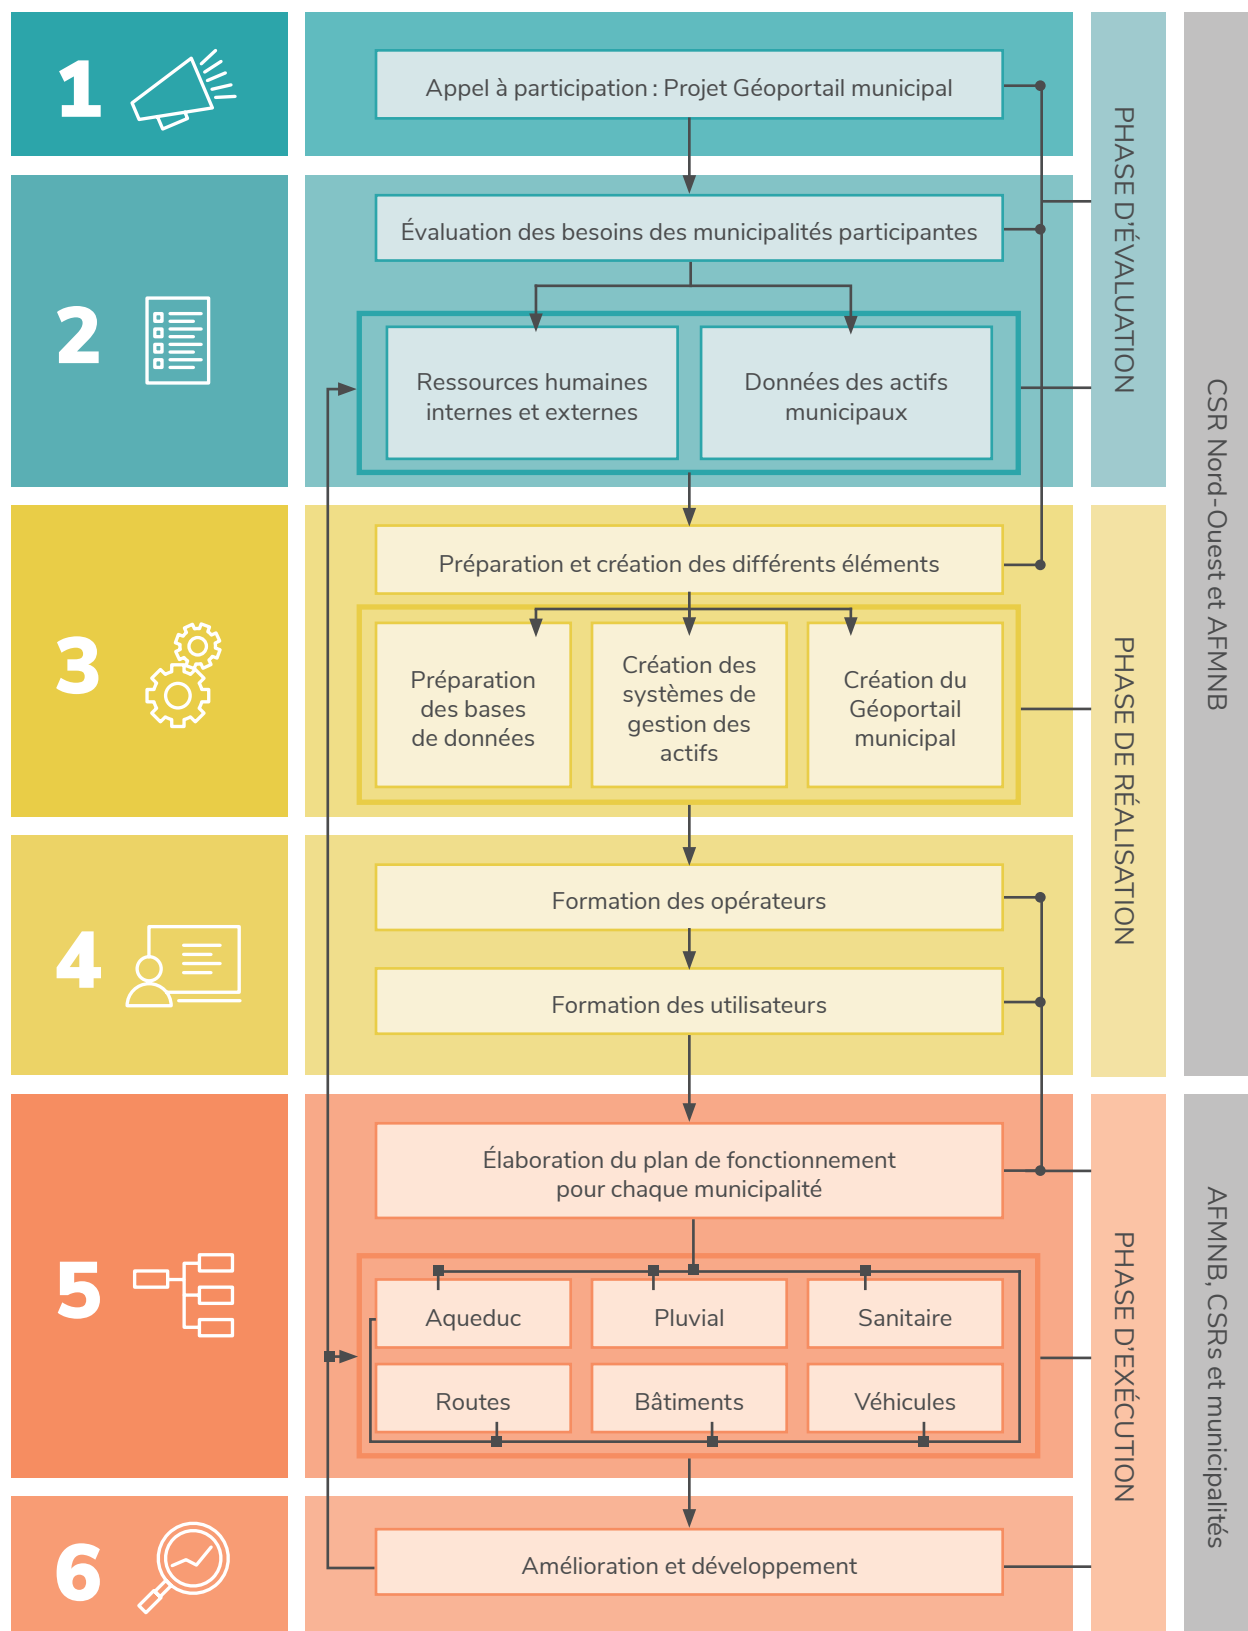 1
Appel à participation : Projet Géoportail municipal
2
Évaluation des besoins des municipalités participantes
Ressources humaines
internes et externes
Données des actifs
municipaux
PHASE D'ÉVALUATION
3
Préparation et création des différents éléments
Préparation
des bases
de données
Création des
systèmes de
gestion des
actifs
Création du
Géoportail
municipal
4
Formation des opérateurs
Formation des utilisateurs
PHASE DE RÉALISATION
CSR Nord-Ouest et AFMNB
5
Élaboration du plan de fonctionnement
pour chaque municipalité
Aqueduc
Pluvial
Sanitaire
Routes
Bâtiments
Véhicules
6
Amélioration et développement
PHASE D'EXÉCUTION
AFMNB, CSRs et municipalités